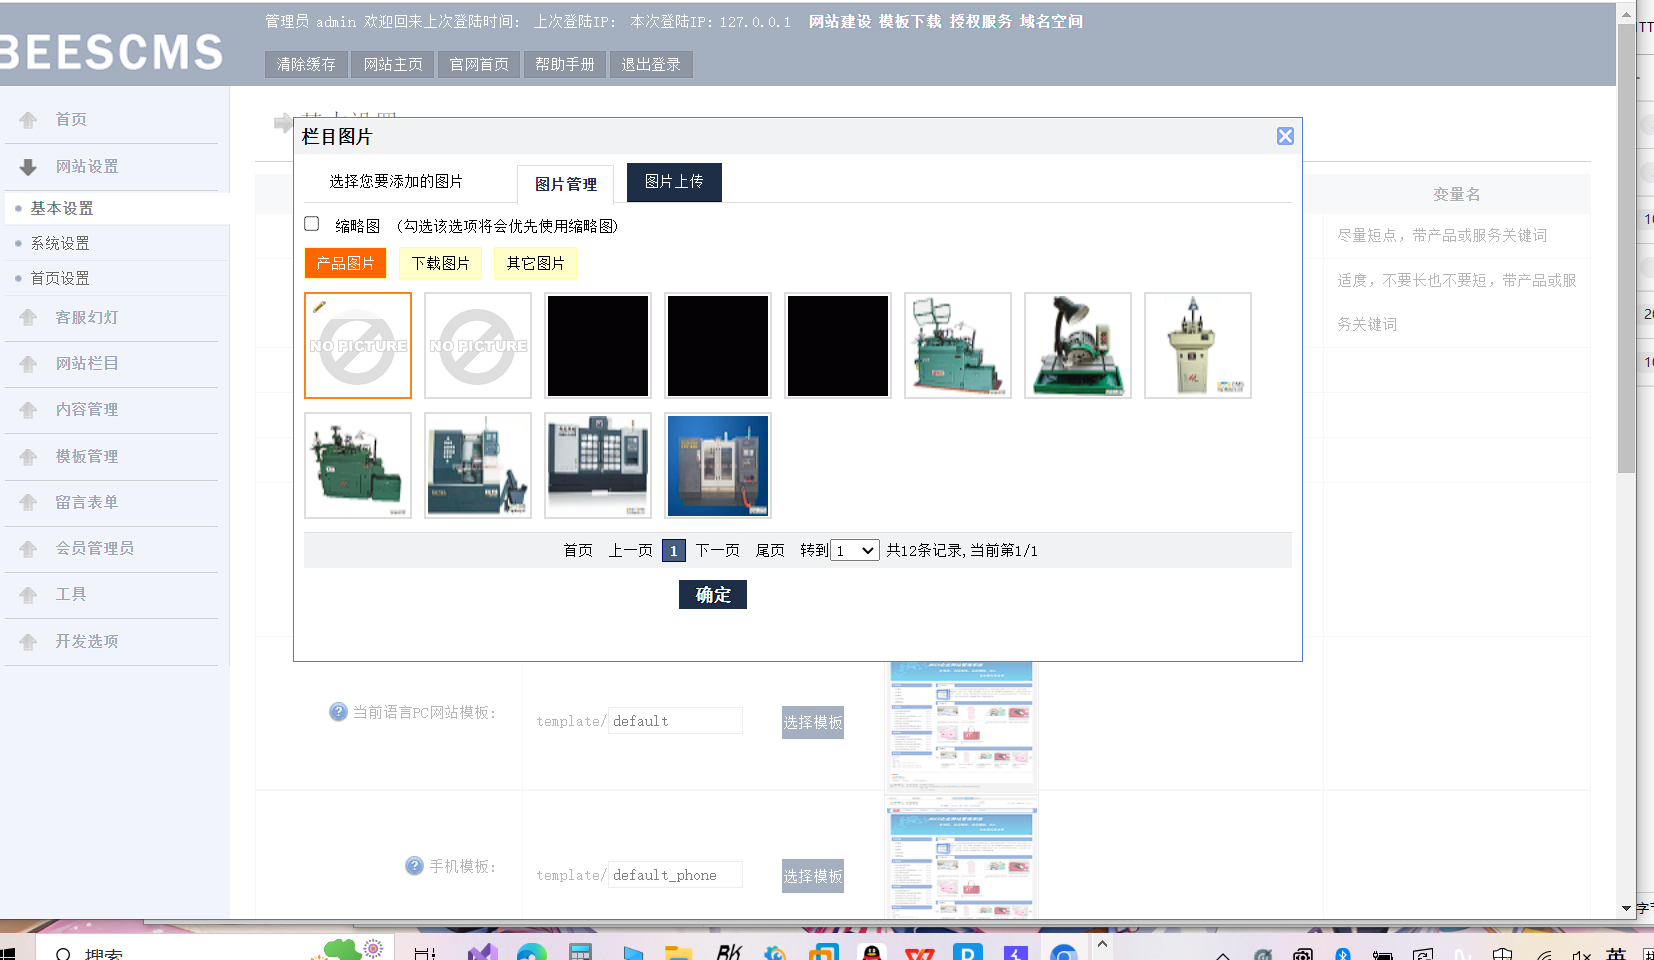 管理员 admin 欢迎回来上次登陆时间: 上次登陆IP: 本次登陆IP: 127.0.0.1 网站建设 模板下载 授权服务 域名空间
BEESCMS
清除缓存 网站主页 官网首页 帮助手册 退出登录
首页
网站设置
基本设置
系统设置
首页设置
客服幻灯
网站栏目
内容管理
模板管理
留言表单
会员管理员
工具
开发选项
栏目图片
选择您要添加的图片 图片管理 图片上传
缩略图 (勾选该选项将会优先使用缩略图)
产品图片 下载图片 其它图片
NO PICTURE NO PICTURE
首页 上一页 1 下一页 尾页 转到 1 共12条记录,当前第1/1
确定
变量名
尽量短点，带产品或服务关键词
适度，不要长也不要短，带产品或服
务关键词
当前语言PC网站模板: template/ default 选择模板
手机模板: template/ default_phone 选择模板
搜索
英